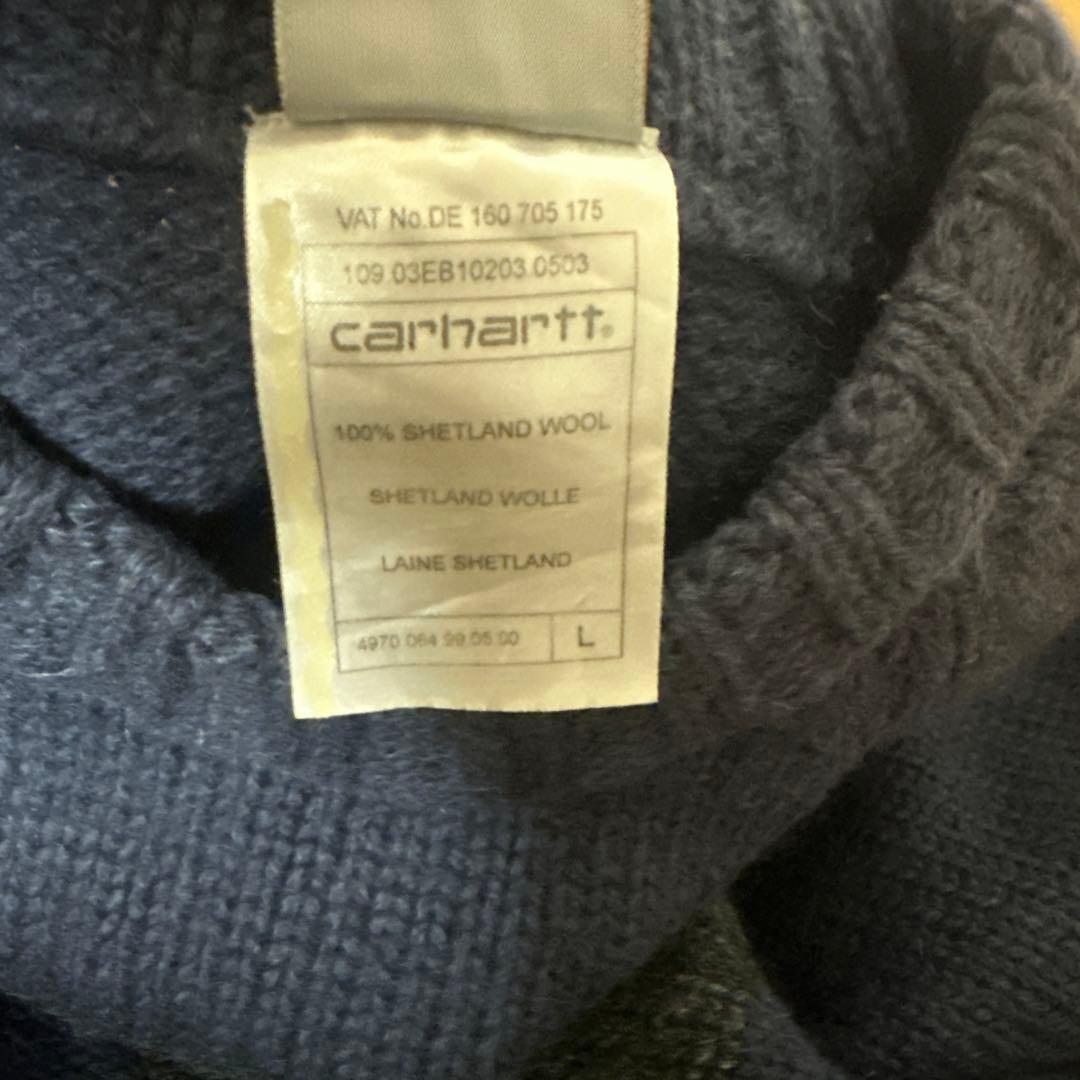 VAT No.DE 160 705 175
109 03EB10203.0503
carhartt®
100% SHETLAND WOOL
SHETLAND WOLLE
LAINE SHETLAND
4970 064 99.05.00 L